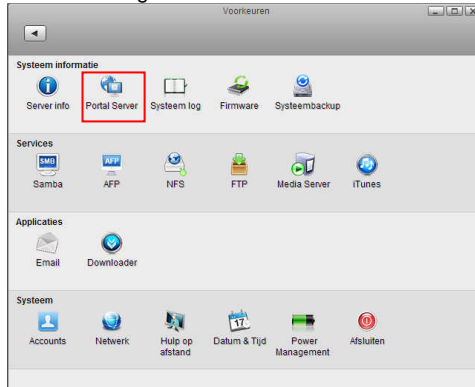 Voorkeuren
Systeem informatie
Server info Portal Server Systeem log Firmware Systeembackup
Services
SMB AFP
Samba AFP NFS FTP Media Server iTunes
Applicaties
Email Downloader
Systeem
17
Accounts Netwerk Hulp op afstand Datum & Tijd Power Management Afsluiten